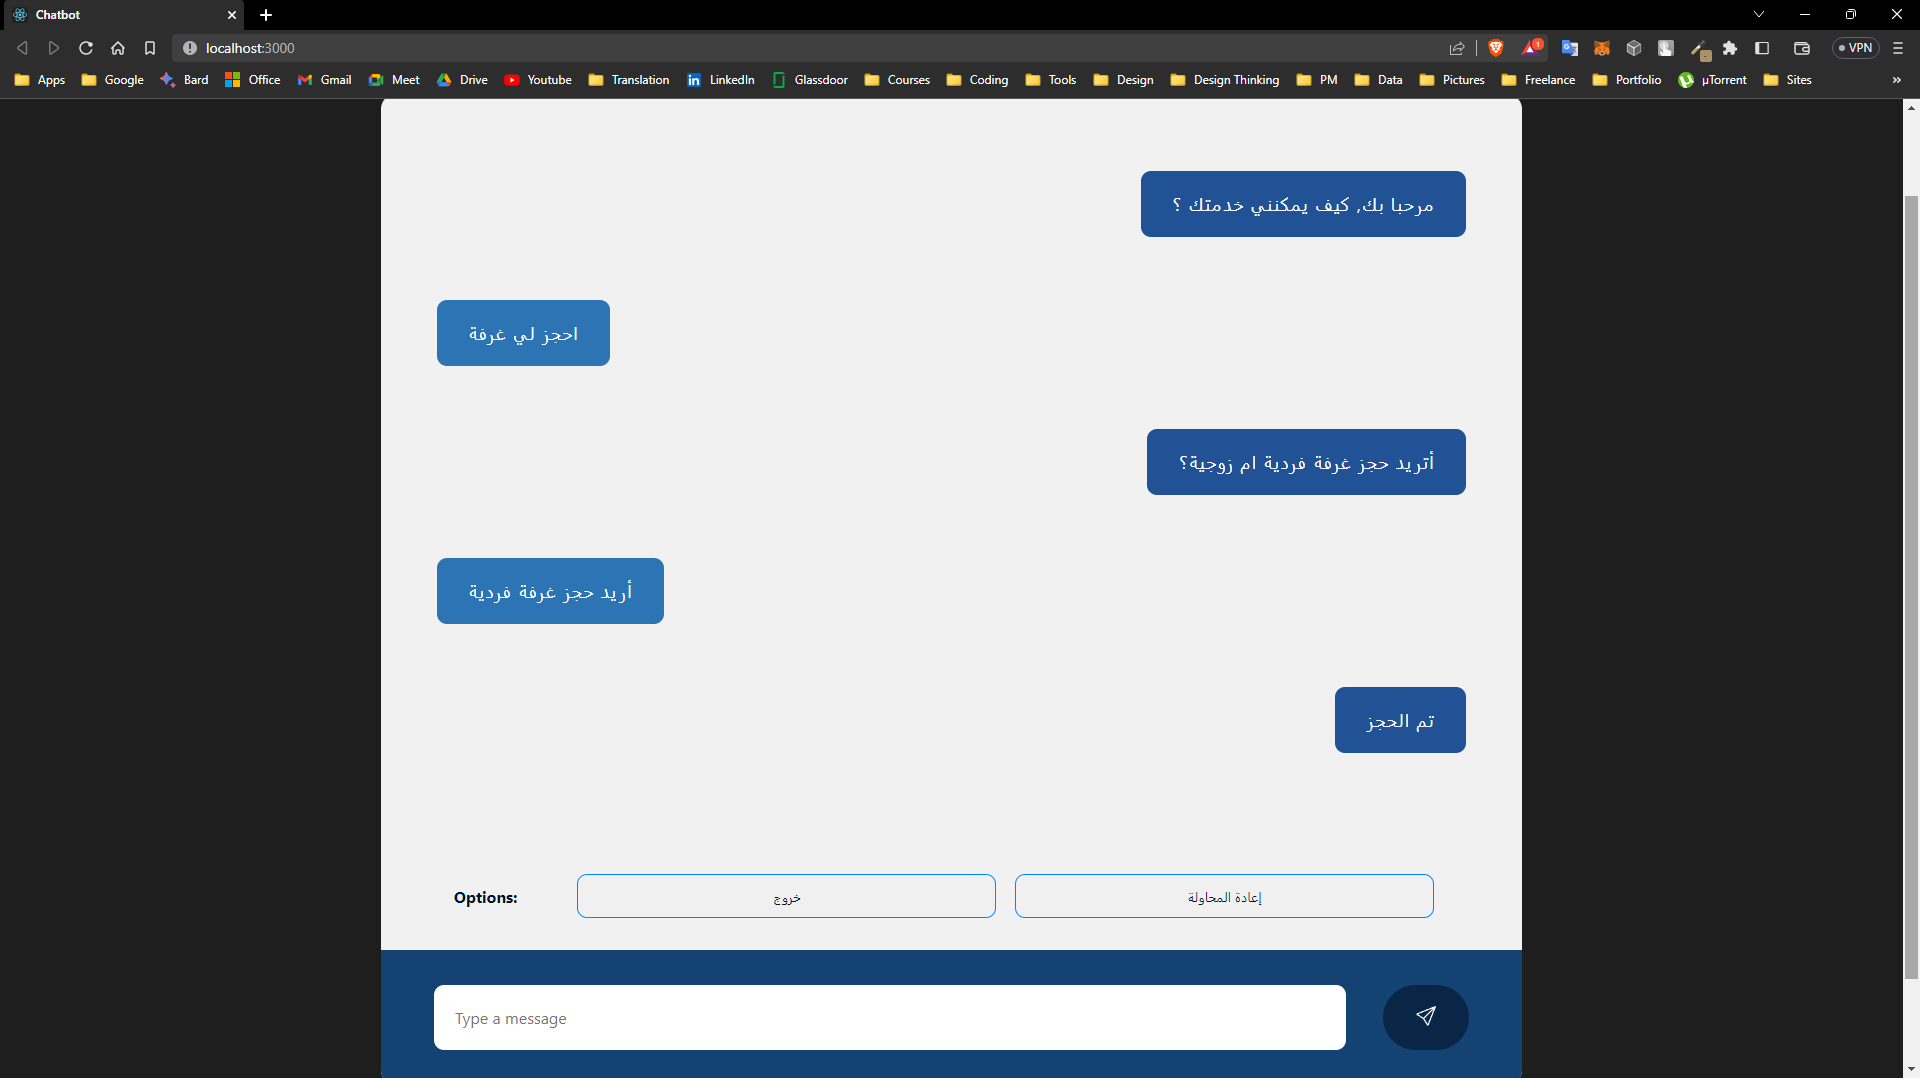 Chatbot
localhost:3000
1
VPN
Apps
Google
Bard
Office
Gmail
Meet
Drive
Youtube
Translation
LinkedIn
Glassdoor
Courses
Coding
Tools
Design
Design Thinking
PM
Data
Pictures
Freelance
Portfolio
µTorrent
Sites
»
مرحبا بك, كيف يمكنني خدمتك ؟
احجز لي غرفة
أتريد حجز غرفة فردية ام زوجية؟
أريد حجز غرفة فردية
تم الحجز
Options:
خروج
إعادة المحاولة
Type a message